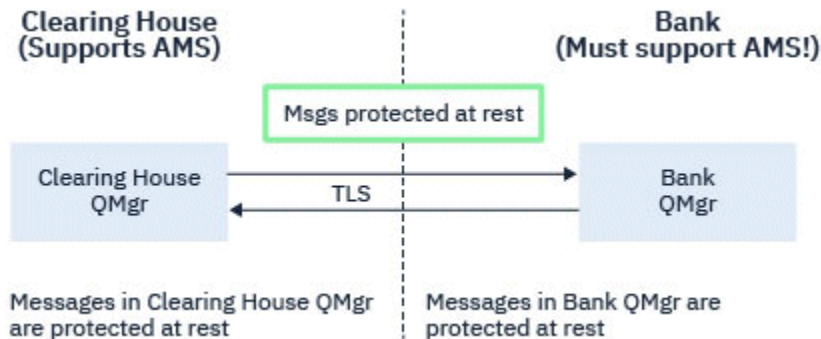 Clearing House
(Supports AMS)
Bank
(Must support AMS!)
Msgs protected at rest
Clearing House
QMgr
TLS
Bank
QMgr
Messages in Clearing House QMgr
are protected at rest
Messages in Bank QMgr are
protected at rest